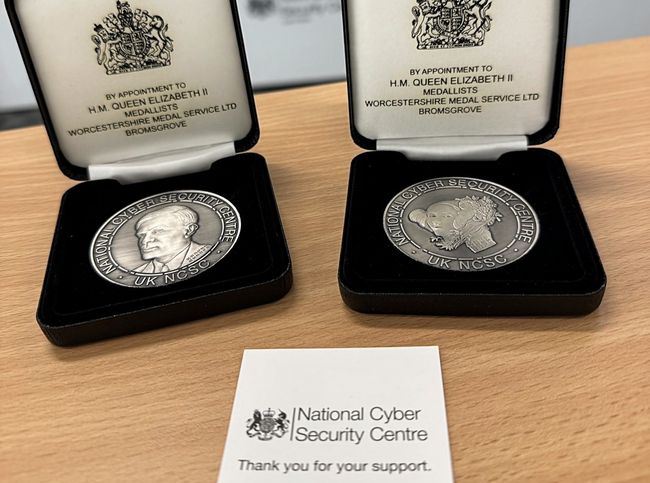 BY APPOINTMENT TO
H.M. QUEEN ELIZABETH II
MEDALLISTS
WORCESTERSHIRE MEDAL SERVICE LTD
BROMSGROVE
NATIONAL CYBER SECURITY CENTRE
· UK NCSC ·
BY APPOINTMENT TO
H.M. QUEEN ELIZABETH II
MEDALLISTS
WORCESTERSHIRE MEDAL SERVICE LTD
BROMSGROVE
NATIONAL CYBER SECURITY CENTRE
· UK NCSC ·
National Cyber
Security Centre
Thank you for your support.